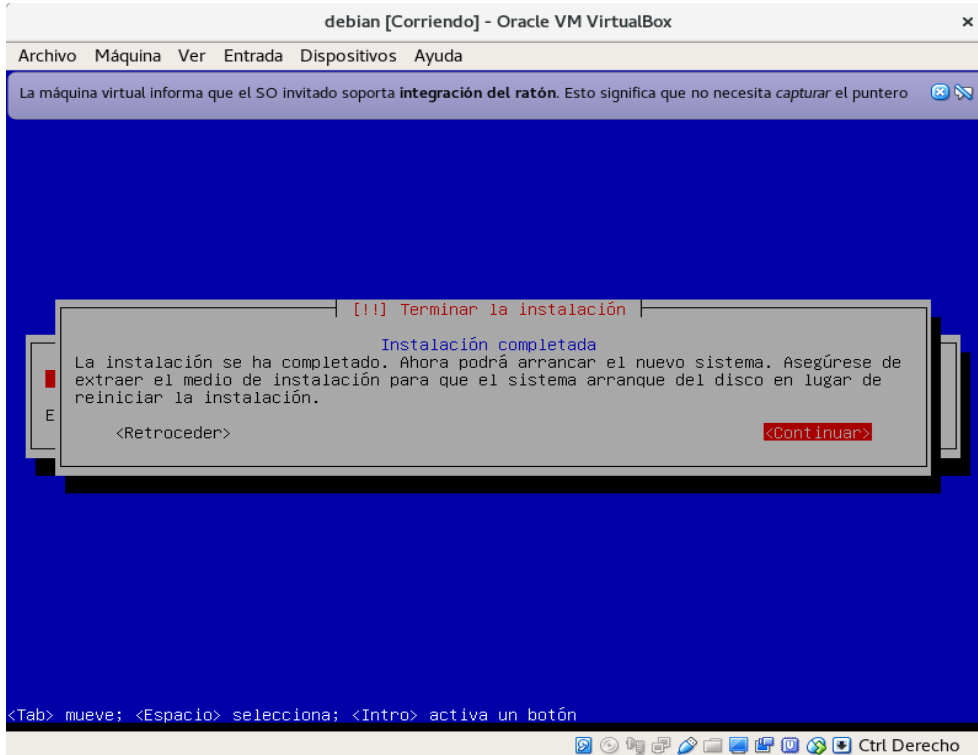 debian [Corriendo] - Oracle VM VirtualBox
Archivo Máquina Ver Entrada Dispositivos Ayuda
La máquina virtual informa que el SO invitado soporta integración del ratón. Esto significa que no necesita capturar el puntero
[!!] Terminar la instalación
Instalación completada
La instalación se ha completado. Ahora podrá arrancar el nuevo sistema. Asegúrese de
extraer el medio de instalación para que el sistema arranque del disco en lugar de
reiniciar la instalación.
E
<Retroceder> <Continuar>
<Tab> mueve; <Espacio> selecciona; <Intro> activa un botón
Ctrl Derecho